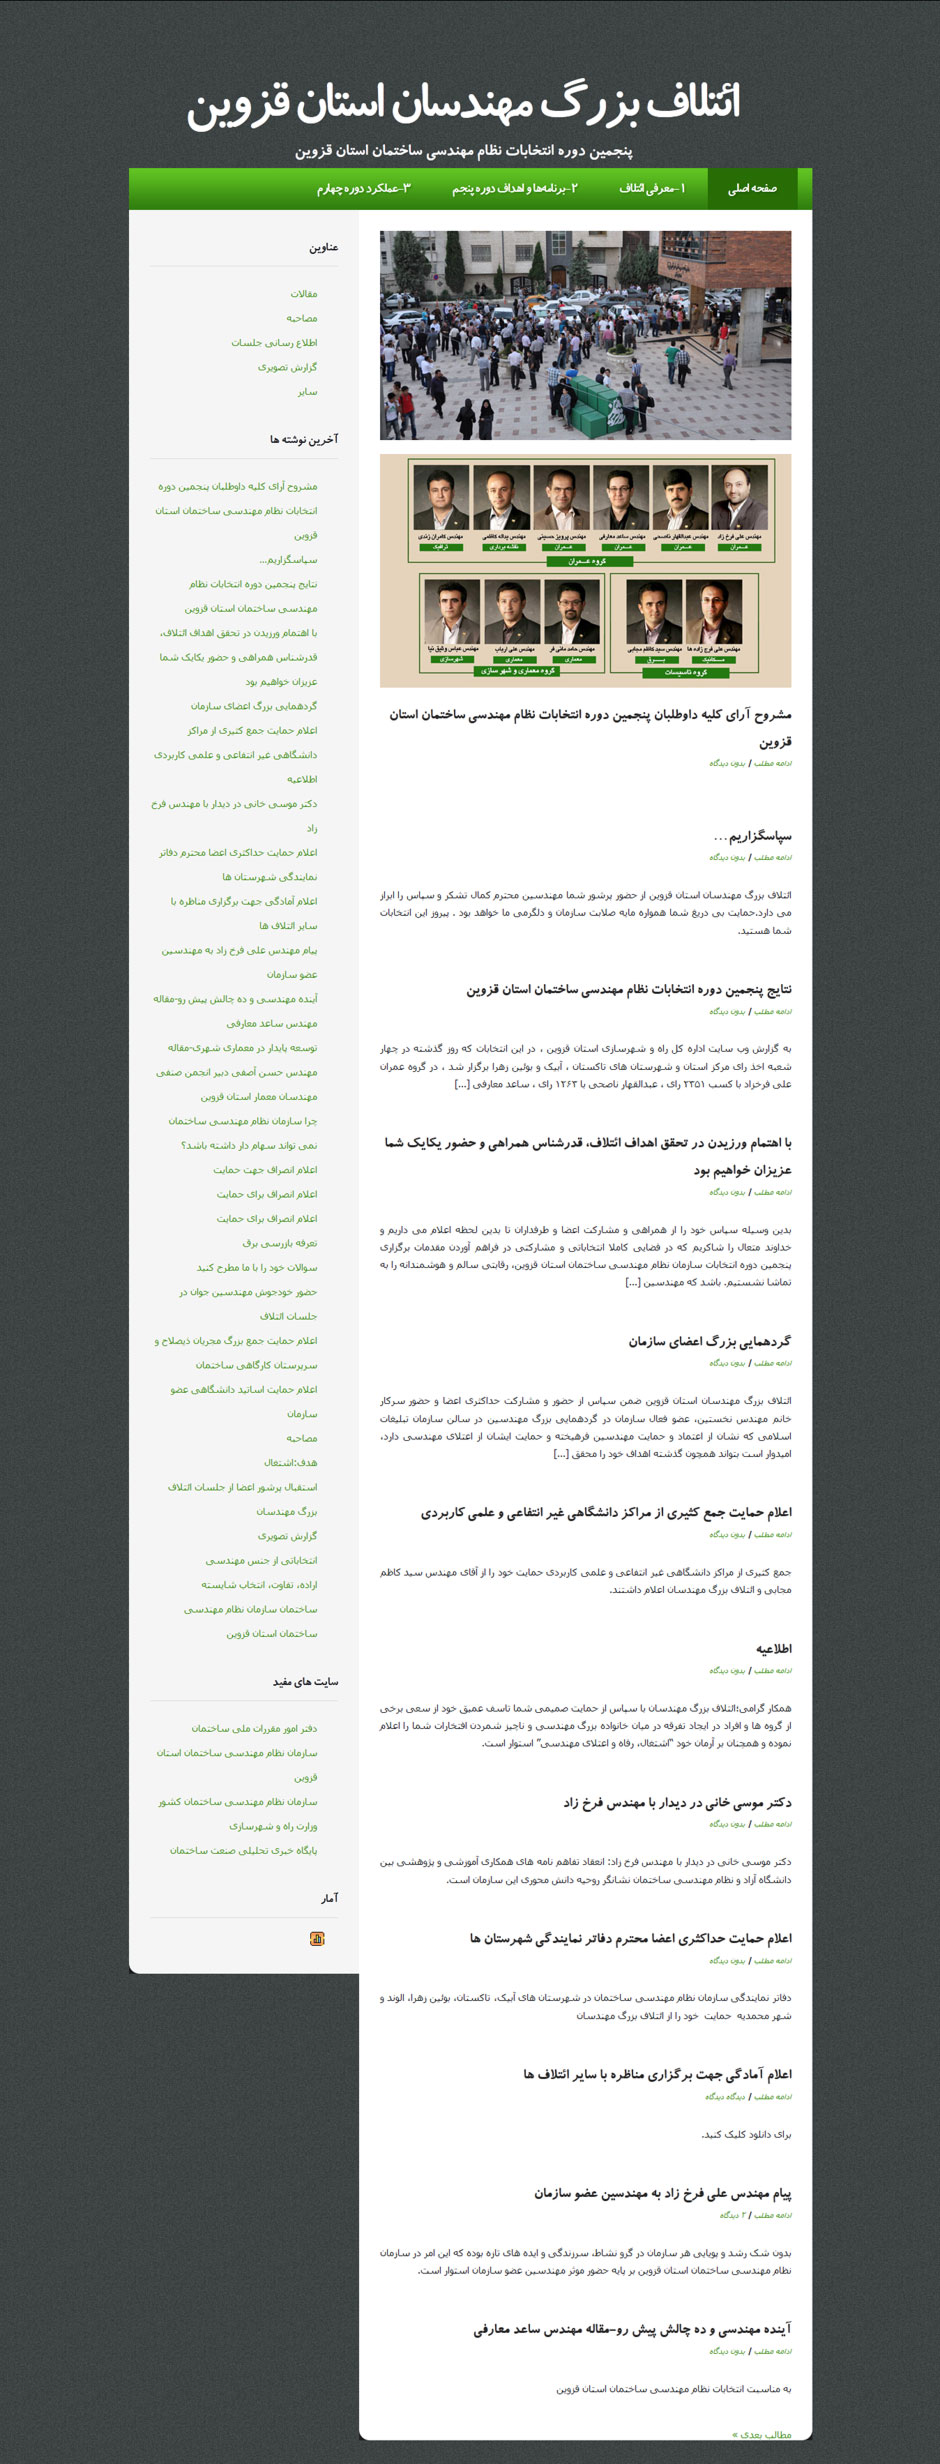 ائتلاف بزرگ مهندسان استان قزوین
پنجمین دوره انتخابات نظام مهندسی ساختمان استان قزوین
صفحه اصلی
۱-معرفی ائتلاف
۲-برنامه‌ها و اهداف دوره پنجم
۳-عملکرد دوره چهارم
مهندس علی فرخ زاد
مهندس عبدالقهار ناصحی
مهندس ساعد معارفی
مهندس پرویز حسینی
مهندس یداله کاظمی
مهندس کامران زندی
عمـران
عمـران
عمـران
عمـران
نقشه برداری
ترافیک
گروه عمـران
مهندس علی فرج زاده ها
مهندس سید کاظم مجابی
مهندس حامد مانی فر
مهندس علی ارباب
مهندس عباس وثیق نیا
مکانیک
بـرق
معماری
معماری
شهرسازی
گروه تاسیسات
گروه معماری و شهر سازی
مشروح آرای کلیه داوطلبان پنجمین دوره انتخابات نظام مهندسی ساختمان استان
قزوین
ادامه مطلب / بدون دیدگاه
سپاسگزاریم…
ادامه مطلب / بدون دیدگاه
ائتلاف بزرگ مهندسان استان قزوین از حضور پرشور شما مهندسین محترم کمال تشکر و سپاس را ابراز
می دارد.حمایت بی دریغ شما همواره مایه صلابت سازمان و دلگرمی ما خواهد بود . پیروز این انتخابات
شما هستید.
نتایج پنجمین دوره انتخابات نظام مهندسی ساختمان استان قزوین
ادامه مطلب / بدون دیدگاه
به گزارش وب سایت اداره کل راه و شهرسازی استان قزوین ، در این انتخابات که روز گذشته در چهار
شعبه اخذ رای مرکز استان و شهرستان های تاکستان ، آبیک و بوئین زهرا برگزار شد ، در گروه عمران
علی فرخزاد با کسب ۲۳۵۱ رای ، عبدالقهار ناصحی با ۱۲۶۳ رای ، ساعد معارفی [...]
با اهتمام ورزیدن در تحقق اهداف ائتلاف، قدرشناس همراهی و حضور یکایک شما
عزیزان خواهیم بود
ادامه مطلب / بدون دیدگاه
بدین وسیله سپاس خود را از همراهی و مشارکت اعضا و طرفداران تا بدین لحظه اعلام می داریم و
خداوند متعال را شاکریم که در فضایی کاملا انتخاباتی و مشارکتی در فراهم آوردن مقدمات برگزاری
پنجمین دوره انتخابات سازمان نظام مهندسی ساختمان استان قزوین، رقابتی سالم و هوشمندانه را به
تماشا نشستیم. باشد که مهندسین [...]
گردهمایی بزرگ اعضای سازمان
ادامه مطلب / بدون دیدگاه
ائتلاف بزرگ مهندسان استان قزوین ضمن سپاس از حضور و مشارکت حداکثری اعضا و حضور سرکار
خانم مهندس نخستین، عضو فعال سازمان در گردهمایی بزرگ مهندسین در سالن سازمان تبلیغات
اسلامی که نشان از اعتماد و حمایت مهندسین فرهیخته و حمایت ایشان از اعتلای مهندسی دارد،
امیدوار است بتواند همچون گذشته اهداف خود را محقق [...]
اعلام حمایت جمع کثیری از مراکز دانشگاهی غیر انتفاعی و علمی کاربردی
ادامه مطلب / بدون دیدگاه
جمع کثیری از مراکز دانشگاهی غیر انتفاعی و علمی کاربردی حمایت خود را از آقای مهندس سید کاظم
مجابی و ائتلاف بزرگ مهندسان اعلام داشتند.
اطلاعیه
ادامه مطلب / بدون دیدگاه
همکار گرامی؛ائتلاف بزرگ مهندسان با سپاس از حمایت صمیمی شما تاسف عمیق خود از سعی برخی
از گروه ها و افراد در ایجاد تفرقه در میان خانواده بزرگ مهندسی و ناچیز شمردن افتخارات شما را اعلام
نموده و همچنان بر آرمان خود “اشتغال، رفاه و اعتلای مهندسی” استوار است.
دکتر موسی خانی در دیدار با مهندس فرخ زاد
ادامه مطلب / بدون دیدگاه
دکتر موسی خانی در دیدار با مهندس فرخ زاد: انعقاد تفاهم نامه های همکاری آموزشی و پژوهشی بین
دانشگاه آزاد و نظام مهندسی ساختمان نشانگر روحیه دانش محوری این سازمان است.
اعلام حمایت حداکثری اعضا محترم دفاتر نمایندگی شهرستان ها
ادامه مطلب / بدون دیدگاه
دفاتر نمایندگی سازمان نظام مهندسی ساختمان در شهرستان های آبیک، تاکستان، بوئین زهرا، الوند و
شهر محمدیه حمایت خود را از ائتلاف بزرگ مهندسان
اعلام آمادگی جهت برگزاری مناظره با سایر ائتلاف ها
ادامه مطلب / دیدگاه دیدگاه
برای دانلود کلیک کنید.
پیام مهندس علی فرخ زاد به مهندسین عضو سازمان
ادامه مطلب / ۲ دیدگاه
بدون شک رشد و پویایی هر سازمان در گرو نشاط، سرزندگی و ایده های تازه بوده که این امر در سازمان
نظام مهندسی ساختمان استان قزوین بر پایه حضور موثر مهندسین عضو سازمان استوار است.
آینده مهندسی و ده چالش پیش رو-مقاله مهندس ساعد معارفی
ادامه مطلب / بدون دیدگاه
به مناسبت انتخابات نظام مهندسی ساختمان استان قزوین
مطالب بعدی »
عناوین
مقالات
مصاحبه
اطلاع رسانی جلسات
گزارش تصویری
سایر
آخرین نوشته ها
مشروح آرای کلیه داوطلبان پنجمین دوره
انتخابات نظام مهندسی ساختمان استان
قزوین
سپاسگزاریم…
نتایج پنجمین دوره انتخابات نظام
مهندسی ساختمان استان قزوین
با اهتمام ورزیدن در تحقق اهداف ائتلاف،
قدرشناس همراهی و حضور یکایک شما
عزیزان خواهیم بود
گردهمایی بزرگ اعضای سازمان
اعلام حمایت جمع کثیری از مراکز
دانشگاهی غیر انتفاعی و علمی کاربردی
اطلاعیه
دکتر موسی خانی در دیدار با مهندس فرخ
زاد
اعلام حمایت حداکثری اعضا محترم دفاتر
نمایندگی شهرستان ها
اعلام آمادگی جهت برگزاری مناظره با
سایر ائتلاف ها
پیام مهندس علی فرخ زاد به مهندسین
عضو سازمان
آینده مهندسی و ده چالش پیش رو-مقاله
مهندس ساعد معارفی
توسعه پایدار در معماری شهری-مقاله
مهندس حسن آصفی دبیر انجمن صنفی
مهندسان معمار استان قزوین
چرا سازمان نظام مهندسی ساختمان
نمی تواند سهام دار داشته باشد؟
اعلام انصراف جهت حمایت
اعلام انصراف برای حمایت
اعلام انصراف برای حمایت
تعرفه بازرسی برق
سوالات خود را با ما مطرح کنید
حضور خودجوش مهندسین جوان در
جلسات ائتلاف
اعلام حمایت جمع بزرگ مجریان ذیصلاح و
سرپرستان کارگاهی ساختمان
اعلام حمایت اساتید دانشگاهی عضو
سازمان
مصاحبه
هدف؛اشتغال
استقبال پرشور اعضا از جلسات ائتلاف
بزرگ مهندسان
گزارش تصویری
انتخاباتی از جنس مهندسی
اراده، تفاوت، انتخاب شایسته
ساختمان سازمان نظام مهندسی
ساختمان استان قزوین
سایت های مفید
دفتر امور مقررات ملی ساختمان
سازمان نظام مهندسی ساختمان استان
قزوین
سازمان نظام مهندسی ساختمان کشور
وزارت راه و شهرسازی
پایگاه خبری تحلیلی صنعت ساختمان
آمار